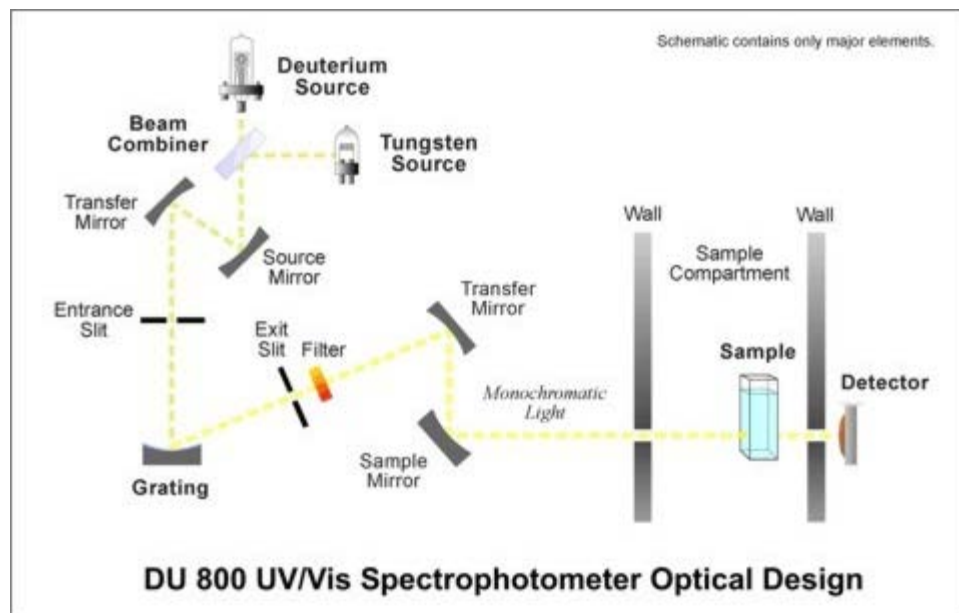 Schematic contains only major elements.
Deuterium
Source
Beam
Combiner
Tungsten
Source
Transfer
Mirror
Source
Mirror
Wall
Wall
Sample
Compartment
Transfer
Mirror
Entrance
Slit
Exit
Slit
Filter
Sample
Detector
Monochromatic
Light
Sample
Mirror
Grating
DU 800 UV/Vis Spectrophotometer Optical Design